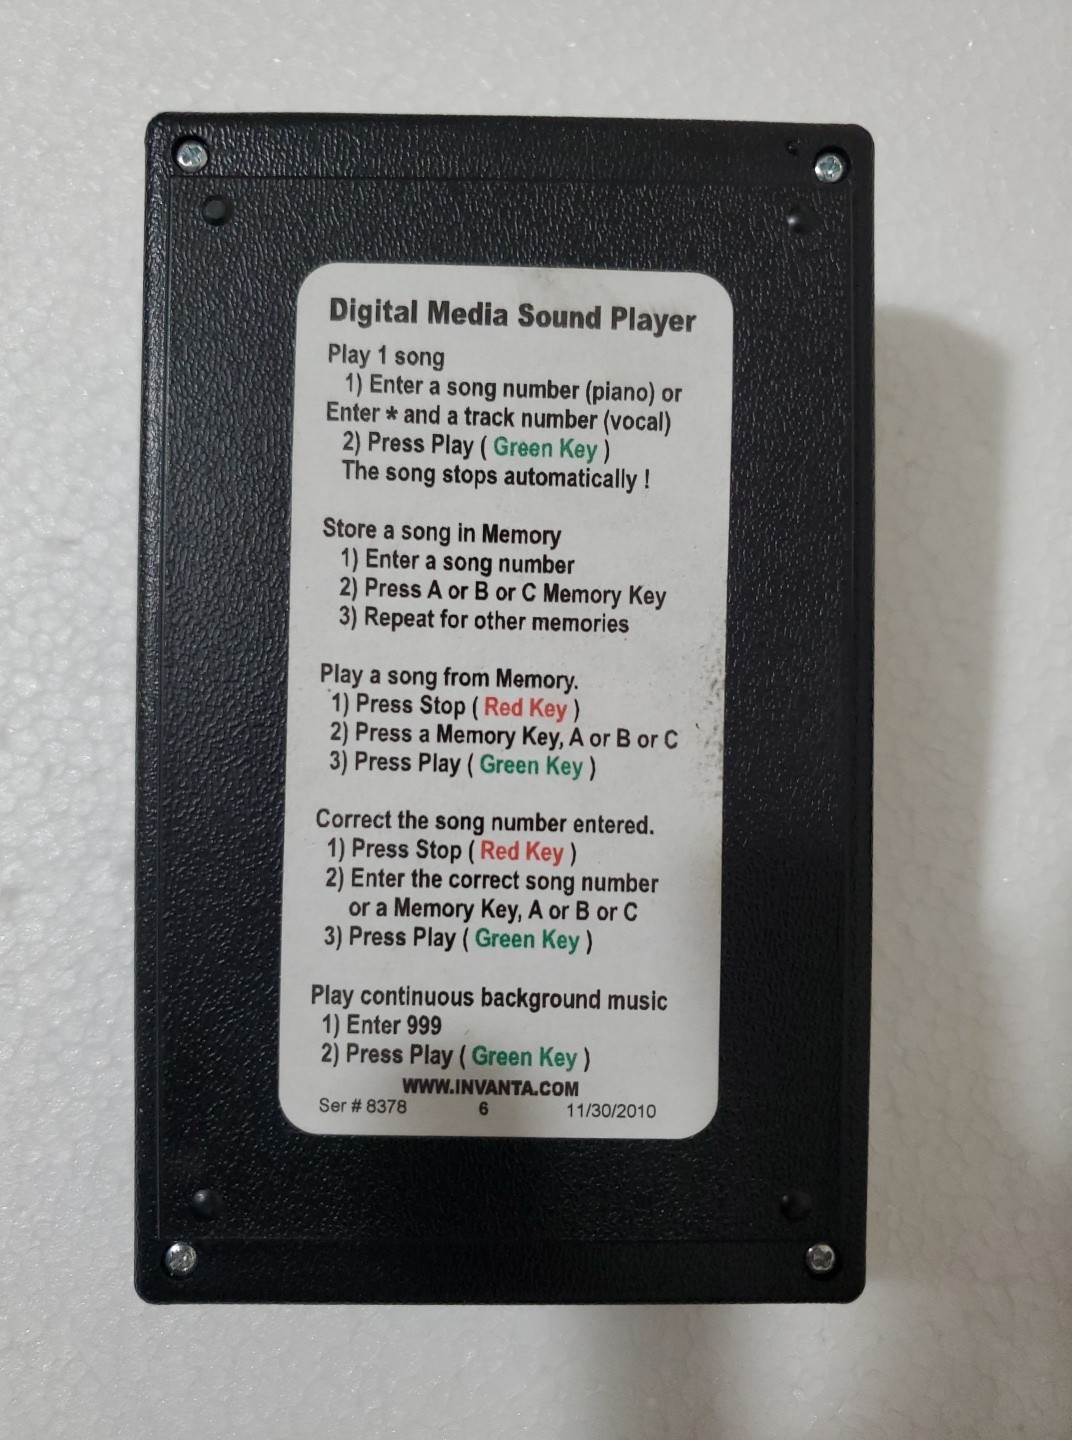 Digital Media Sound Player
Play 1 song
1) Enter a song number (piano) or
Enter * and a track number (vocal)
2) Press Play ( Green Key )
The song stops automatically !
Store a song in Memory
1) Enter a song number
2) Press A or B or C Memory Key
3) Repeat for other memories
Play a song from Memory.
1) Press Stop ( Red Key )
2) Press a Memory Key, A or B or C
3) Press Play ( Green Key )
Correct the song number entered.
1) Press Stop ( Red Key )
2) Enter the correct song number
or a Memory Key, A or B or C
3) Press Play ( Green Key )
Play continuous background music
1) Enter 999
2) Press Play ( Green Key )
WWW.INVANTA.COM
Ser # 8378 6 11/30/2010